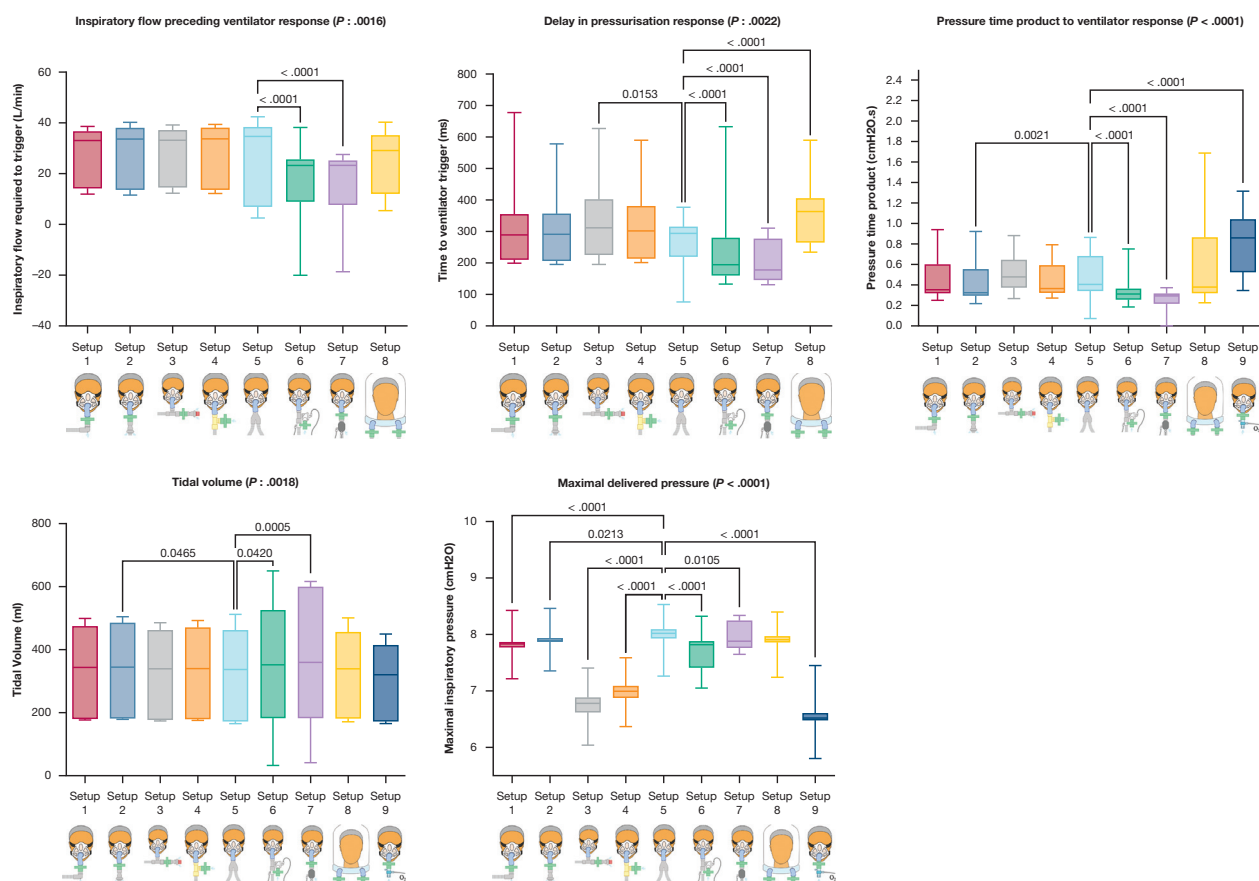 Inspiratory flow preceding ventilator response (P : .0016)
Inspiratory flow required to trigger (L/min)
60
40
20
0
−20
−40
< .0001
< .0001
Setup 1
Setup 2
Setup 3
Setup 4
Setup 5
Setup 6
Setup 7
Setup 8
Delay in pressurisation response (P : .0022)
Time to ventilator trigger (ms)
800
700
600
500
400
300
200
100
0
< .0001
< .0001
0.0153
< .0001
Setup 1
Setup 2
Setup 3
Setup 4
Setup 5
Setup 6
Setup 7
Setup 8
Pressure time product to ventilator response (P < .0001)
Pressure time product (cmH2O.s)
2.4
2.2
2.0
1.8
1.6
1.4
1.2
1.0
0.8
0.6
0.4
0.2
0.0
< .0001
< .0001
0.0021
< .0001
Setup 1
Setup 2
Setup 3
Setup 4
Setup 5
Setup 6
Setup 7
Setup 8
Setup 9
O₂
Tidal volume (P : .0018)
Tidal Volume (ml)
800
600
400
200
0
0.0005
0.0465
0.0420
Setup 1
Setup 2
Setup 3
Setup 4
Setup 5
Setup 6
Setup 7
Setup 8
Setup 9
O₂
Maximal delivered pressure (P < .0001)
Maximal inspiratory pressure (cmH2O)
10
9
8
7
6
< .0001
0.0213
< .0001
< .0001
0.0105
< .0001
< .0001
Setup 1
Setup 2
Setup 3
Setup 4
Setup 5
Setup 6
Setup 7
Setup 8
Setup 9
O₂